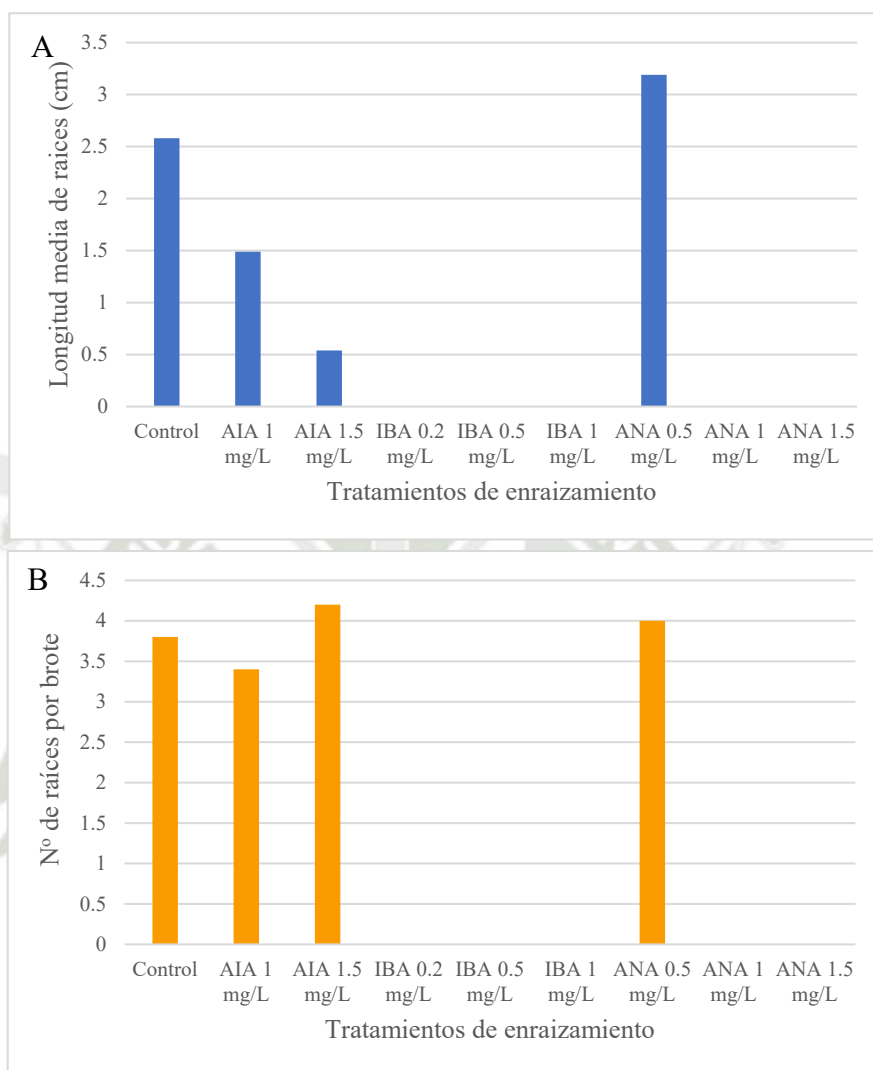 A
Longitud media de raices (cm)
3.5
3
2.5
2
1.5
1
0.5
0
Control AIA 1 AIA 1.5 IBA 0.2 IBA 0.5 IBA 1 ANA 0.5 ANA 1 ANA 1.5
mg/L mg/L mg/L mg/L mg/L mg/L mg/L mg/L
Tratamientos de enraizamiento
B
Nº de raíces por brote
4.5
4
3.5
3
2.5
2
1.5
1
0.5
0
Control AIA 1 AIA 1.5 IBA 0.2 IBA 0.5 IBA 1 ANA 0.5 ANA 1 ANA 1.5
mg/L mg/L mg/L mg/L mg/L mg/L mg/L mg/L
Tratamientos de enraizamiento